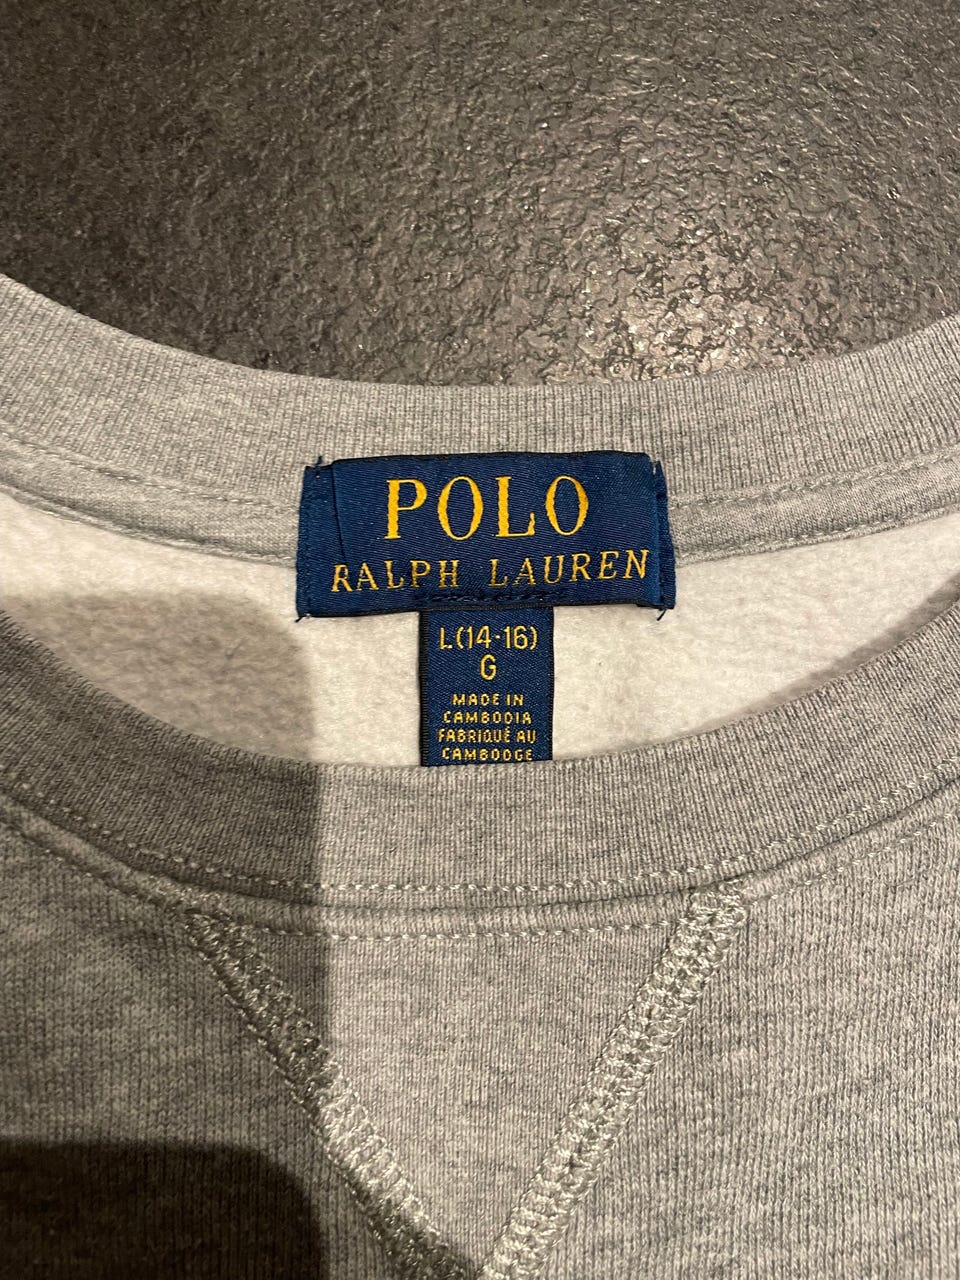 POLO
RALPH LAUREN
L(14-16)
G
MADE IN
CAMBODIA
FABRIQUÉ AU
CAMBODGE